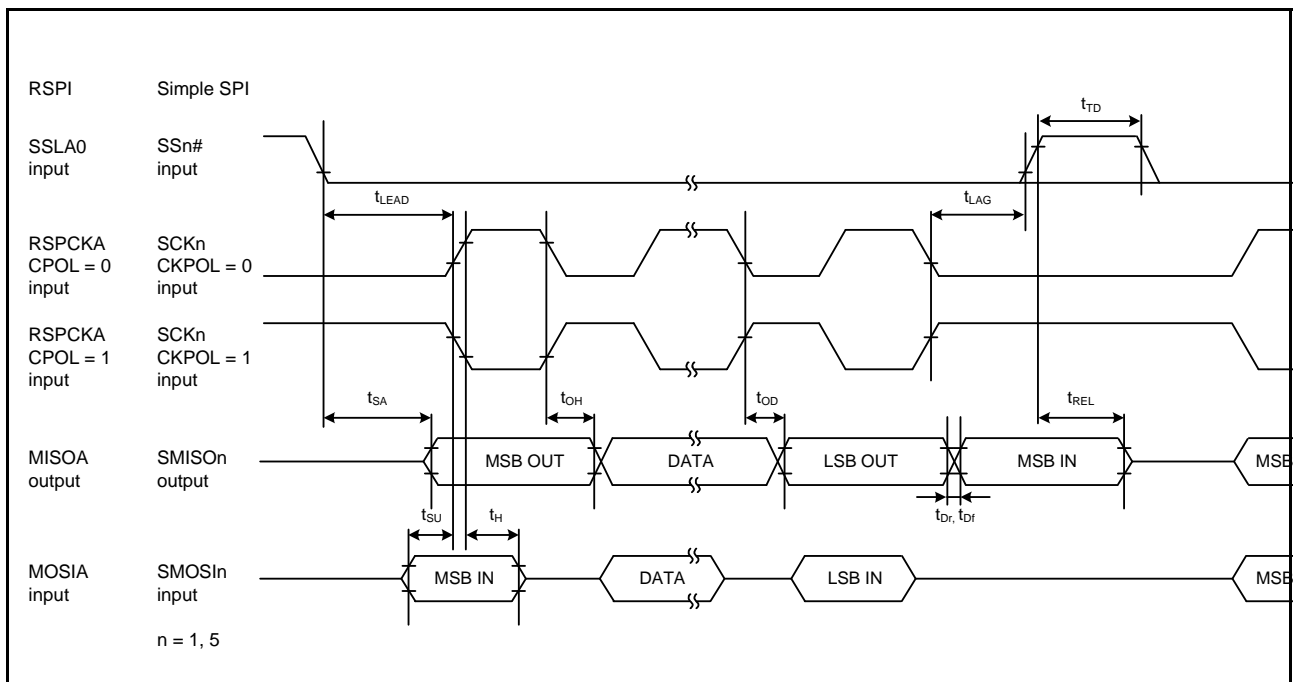 RSPI Simple SPI
tTD
SSLA0 SSn#
input input
tLEAD tLAG
RSPCKA SCKn
CPOL = 0 CKPOL = 0
input input
RSPCKA SCKn
CPOL = 1 CKPOL = 1
input input
tSA tOH tOD tREL
MISOA SMISOn MSB OUT DATA LSB OUT MSB IN MSB
output output
tSU tH tDr, tDf
MOSIA SMOSIn MSB IN DATA LSB IN MSB
input input
n = 1, 5